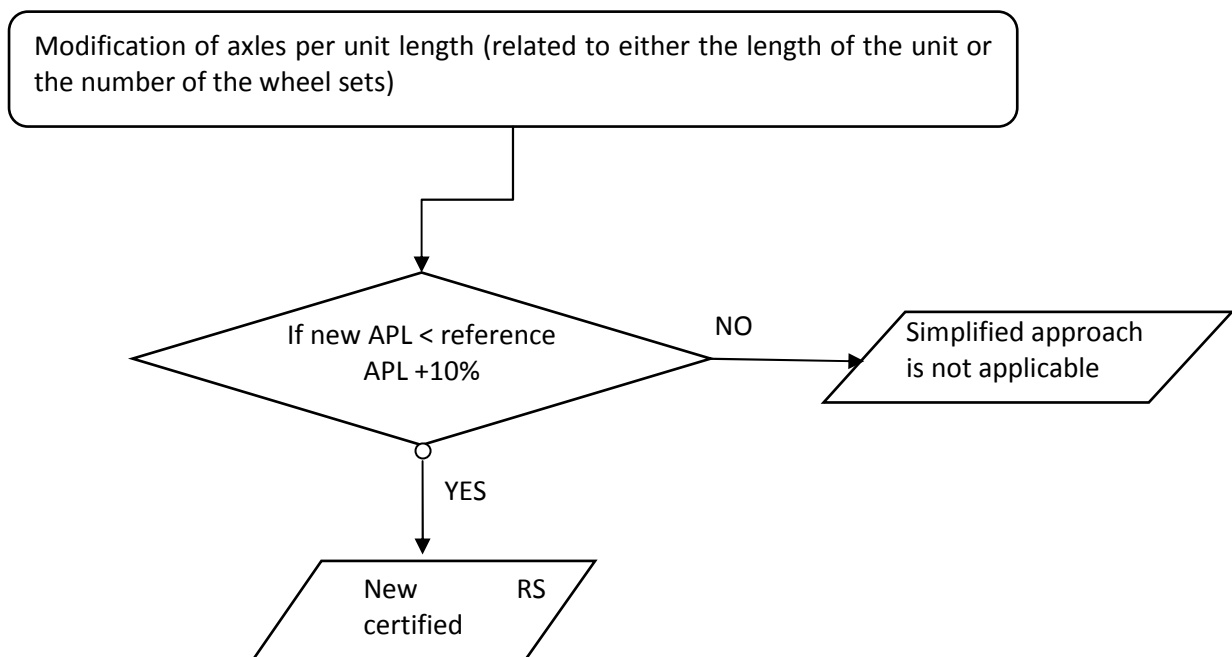 Modification of axles per unit length (related to either the length of the unit or
the number of the wheel sets)
If new APL < reference
APL +10%
NO
Simplified approach
is not applicable
YES
New RS
certified